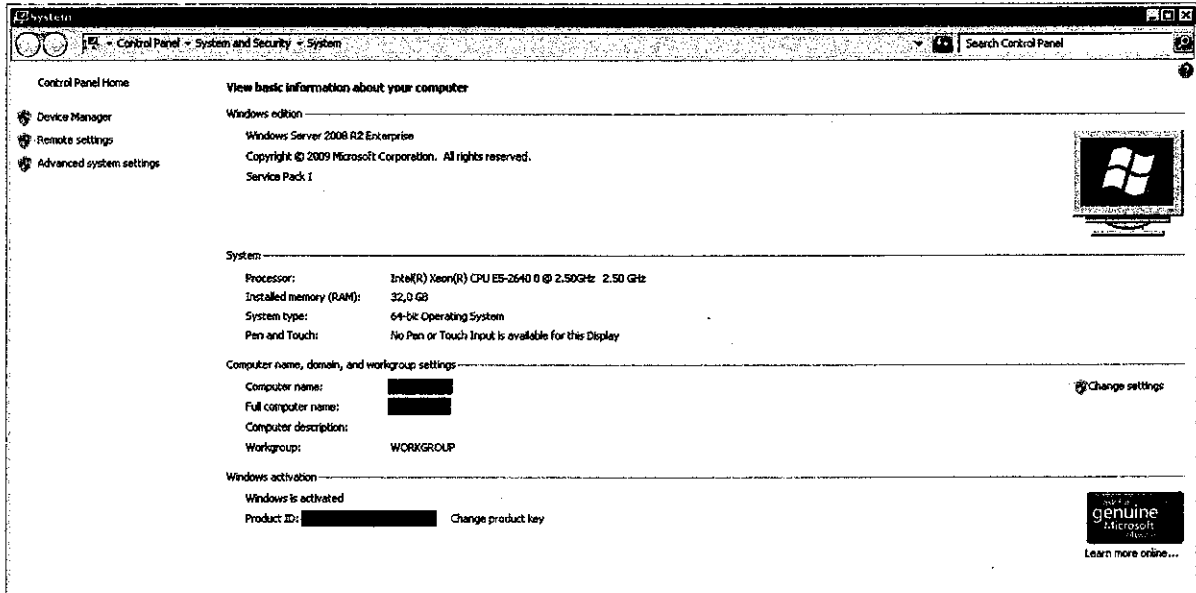 System
Control Panel - System and Security - System
Search Control Panel
Control Panel Home
Device Manager
Remote settings
Advanced system settings
View basic information about your computer
Windows edition
Windows Server 2008 R2 Enterprise
Copyright © 2009 Microsoft Corporation. All rights reserved.
Service Pack 1
System
Processor: Intel(R) Xeon(R) CPU E5-2640 0 @ 2.50GHz 2.50 GHz
Installed memory (RAM): 32,0 GB
System type: 64-bit Operating System
Pen and Touch: No Pen or Touch Input is available for this Display
Computer name, domain, and workgroup settings
Computer name:
Change settings
Full computer name:
Computer description:
Workgroup: WORKGROUP
Windows activation
Windows is activated
Product ID: Change product key
genuine
Microsoft
Learn more online...